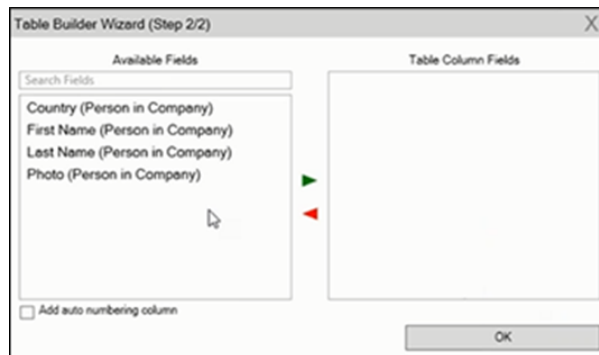 Table Builder Wizard (Step 2/2)
X
Available Fields
Table Column Fields
Search Fields
Country (Person in Company)
First Name (Person in Company)
Last Name (Person in Company)
Photo (Person in Company)
Add auto numbering column
OK